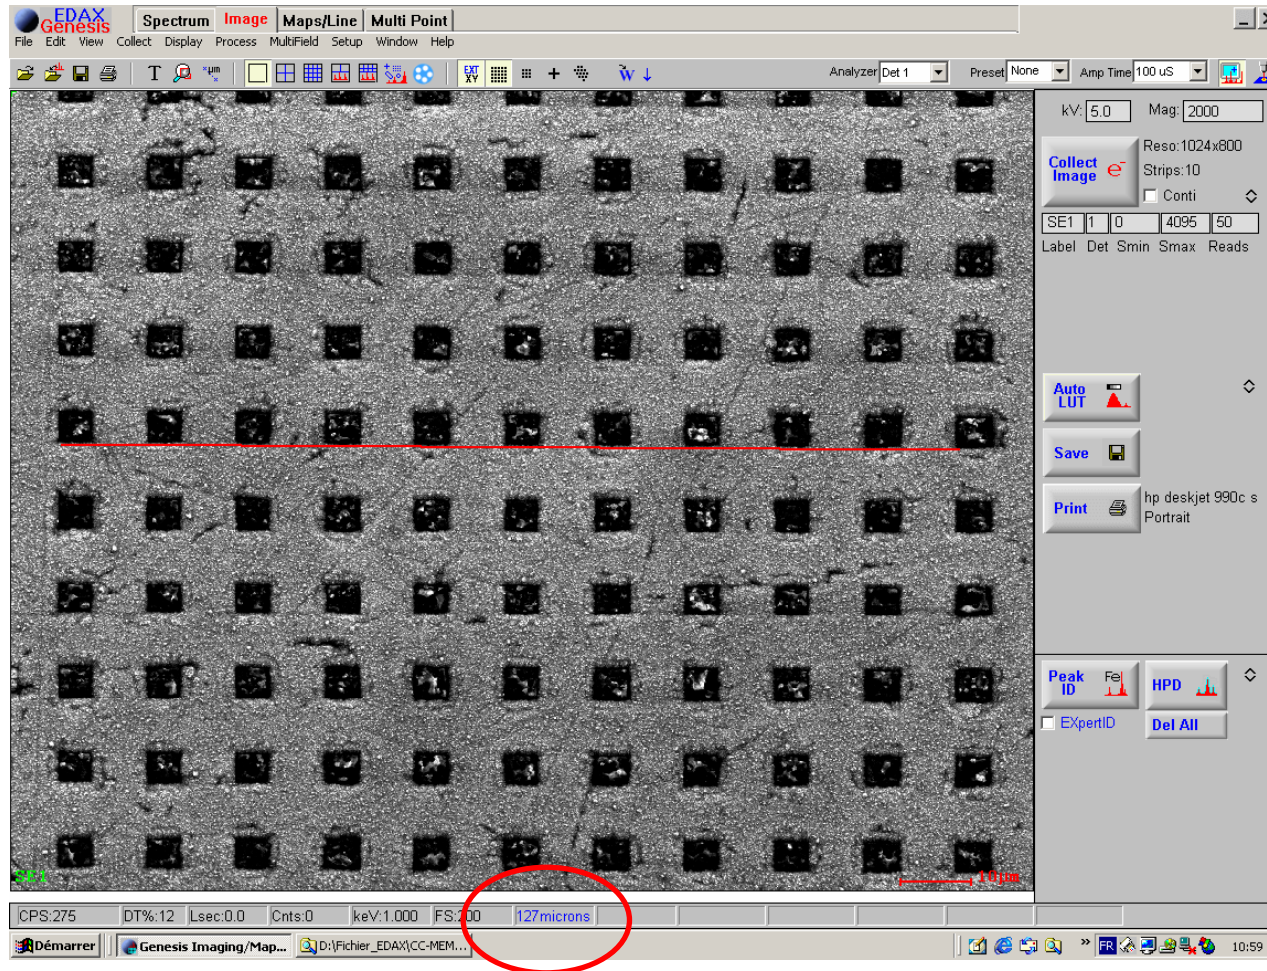 EDAX
Genesis
Spectrum Image Maps/Line Multi Point
File Edit View Collect Display Process MultiField Setup Window Help
T EXT XY W Analyzer Det 1 Preset None Amp Time 100 uS
kV: 5.0 Mag: 2000
Collect Image e- Reso:1024x800
Strips:10
Conti
SE1 1 0 4095 50
Label Det Smin Smax Reads
Auto LUT
Save
Print hp deskjet 990c s
Portrait
Peak ID Fe HPD
EXpertID Del All
SE1 10µm
CPS:275 DT%:12 Lsec:0.0 Cnts:0 keV:1.000 FS:200 127microns
Démarrer Genesis Imaging/Map... D:\Fichier_EDAX\CC-MEM... » FR 10:59